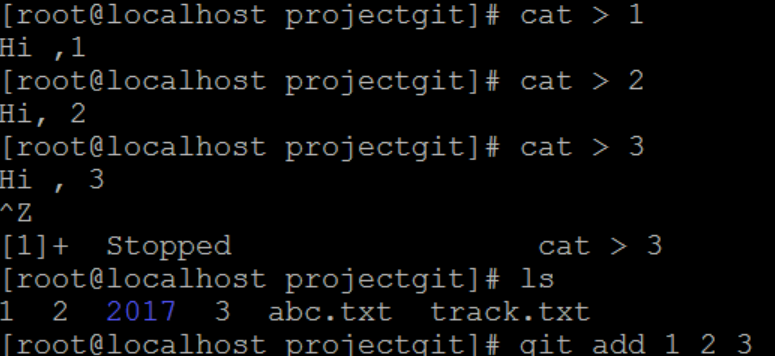 [root@localhost projectgit]# cat > 1
Hi ,1
[root@localhost projectgit]# cat > 2
Hi, 2
[root@localhost projectgit]# cat > 3
Hi , 3
^Z
[1]+  Stopped                 cat > 3
[root@localhost projectgit]# ls
1  2  2017  3  abc.txt  track.txt
[root@localhost projectgit]# git add 1 2 3